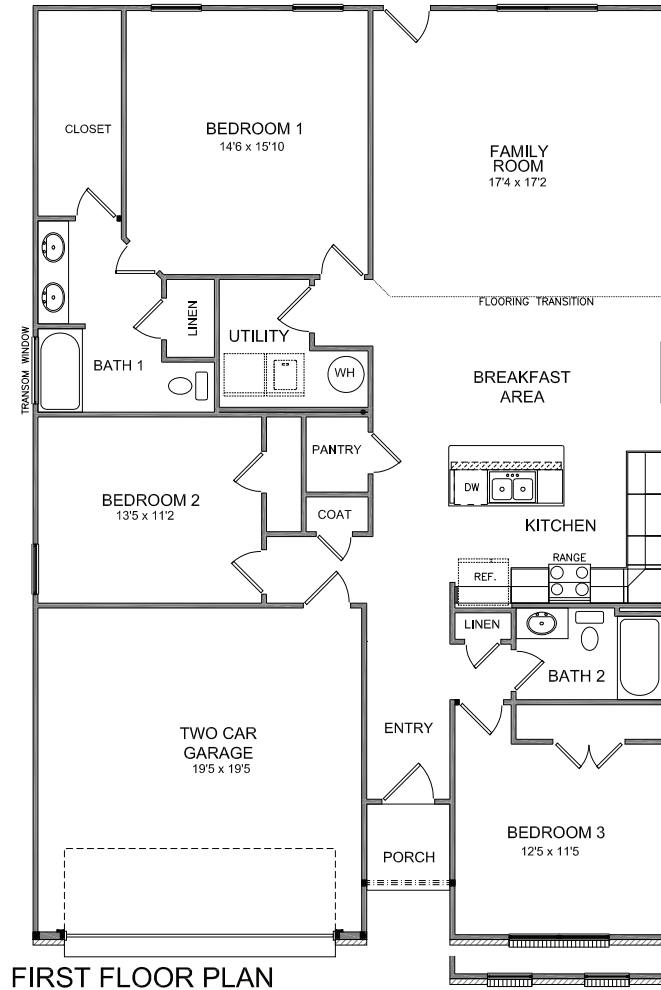 CLOSET
BEDROOM 1
14'6 x 15'10
FAMILY
ROOM
17'4 x 17'2
FLOORING TRANSITION
LINEN
UTILITY
WH
TRANSOM WINDOW
BATH 1
BREAKFAST
AREA
PANTRY
BEDROOM 2
13'5 x 11'2
COAT
DW
KITCHEN
RANGE
REF.
LINEN
BATH 2
TWO CAR
GARAGE
19'5 x 19'5
ENTRY
PORCH
BEDROOM 3
12'5 x 11'5
FIRST FLOOR PLAN